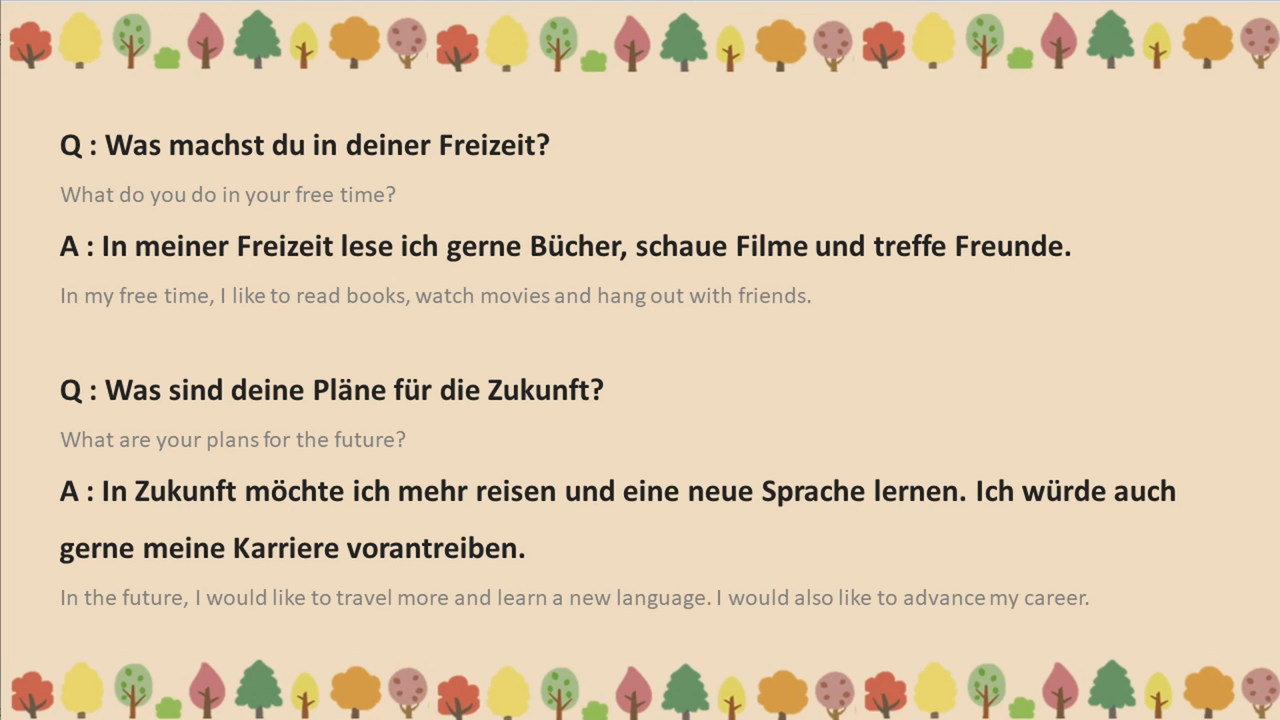 Q : Was machst du in deiner Freizeit?
What do you do in your free time?
A : In meiner Freizeit lese ich gerne Bücher, schaue Filme und treffe Freunde.
In my free time, I like to read books, watch movies and hang out with friends.
Q : Was sind deine Pläne für die Zukunft?
What are your plans for the future?
A : In Zukunft möchte ich mehr reisen und eine neue Sprache lernen. Ich würde auch
gerne meine Karriere vorantreiben.
In the future, I would like to travel more and learn a new language. I would also like to advance my career.